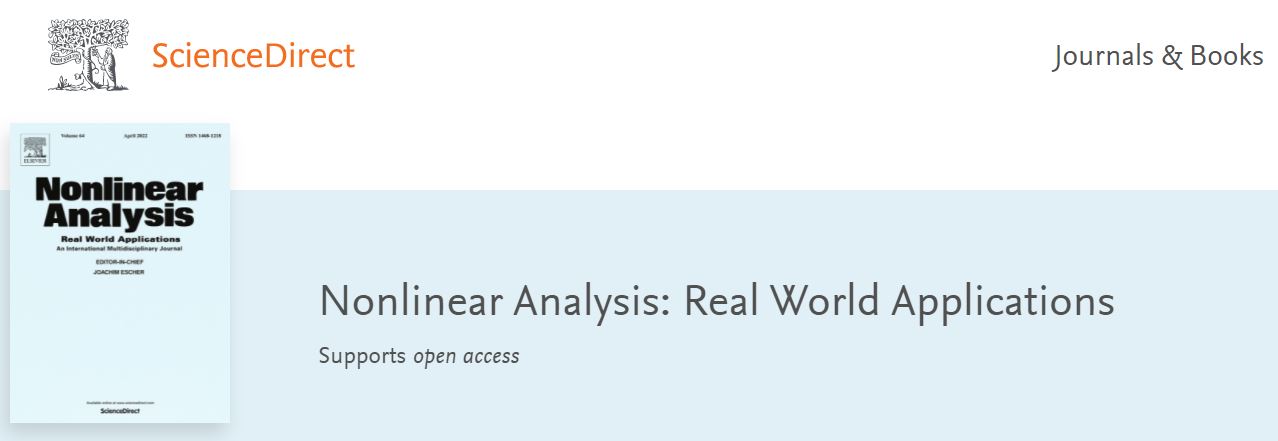 ScienceDirect
Journals & Books
Volume 64 April 2022 ISSN 1468-1218
ELSEVIER
Nonlinear
Analysis
Real World Applications
An International Multidisciplinary Journal
EDITOR-IN-CHIEF
JOACHIM ESCHER
Available online at www.sciencedirect.com
ScienceDirect
Nonlinear Analysis: Real World Applications
Supports open access